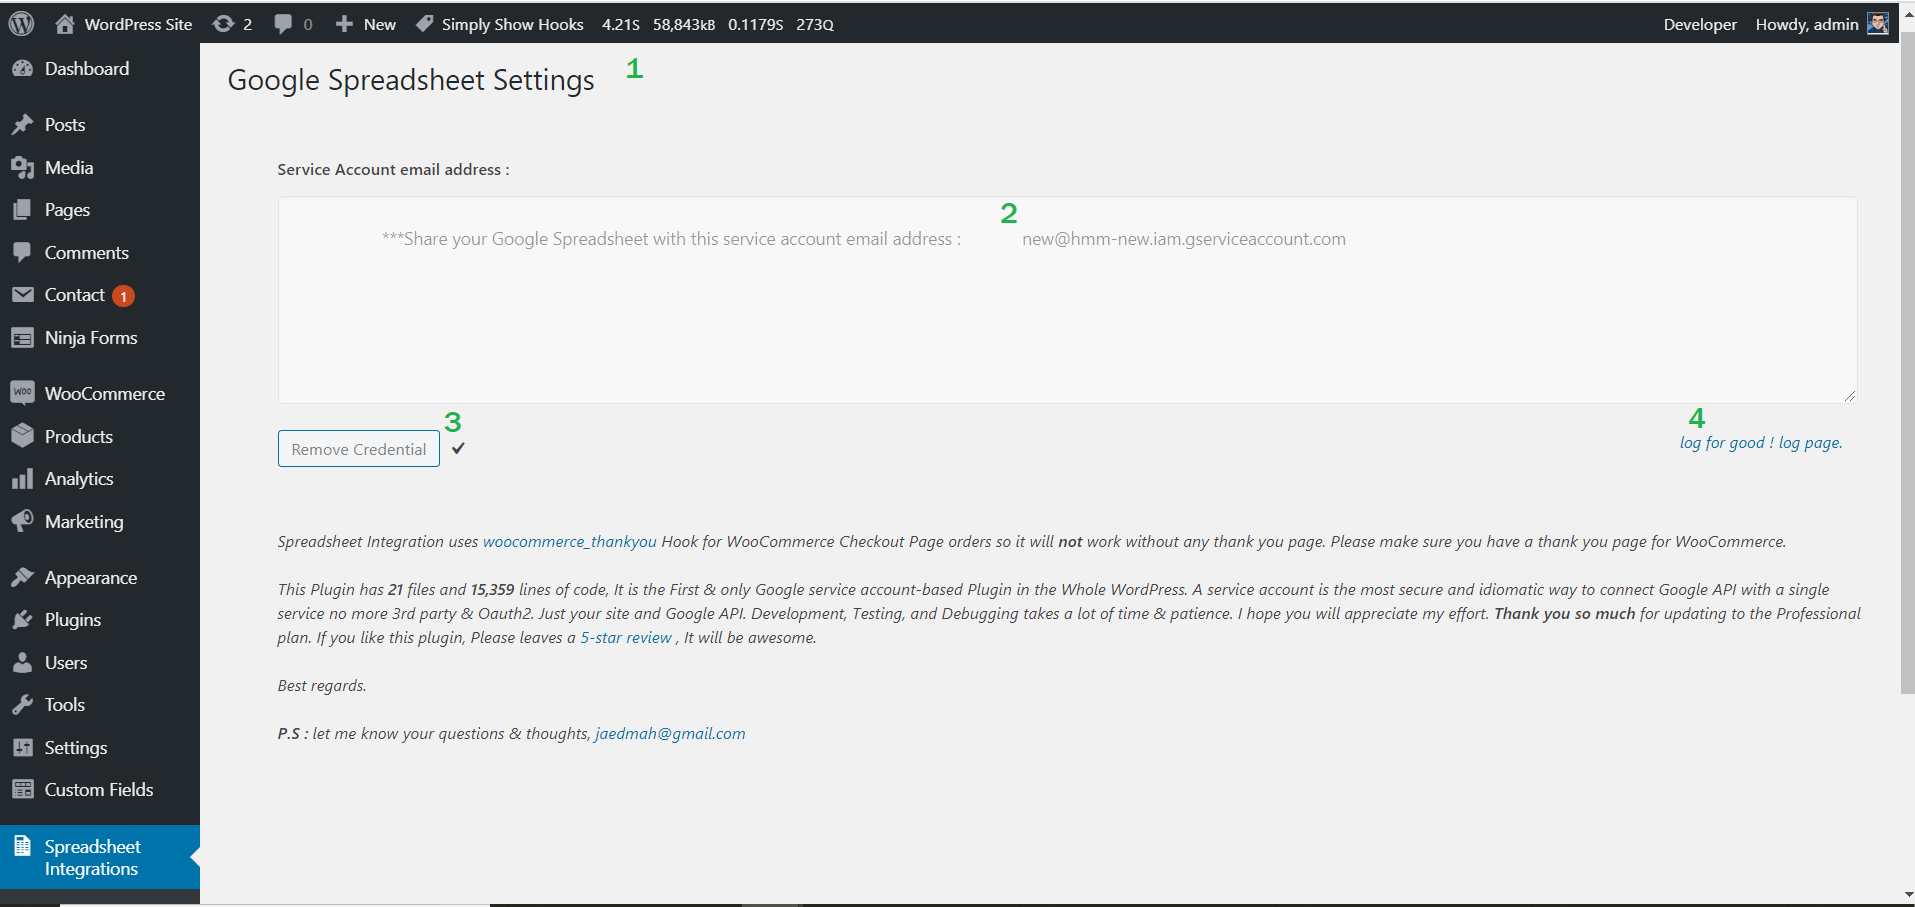 WordPress Site 2 0 New Simply Show Hooks 4.21S 58,843KB 0.1179S 273Q Developer Howdy, admin
Dashboard
Posts
Media
Pages
Comments
Contact 1
Ninja Forms
WOO WooCommerce
Products
Analytics
Marketing
Appearance
Plugins
Users
Tools
Settings
Custom Fields
Spreadsheet
Integrations
Google Spreadsheet Settings 1
Service Account email address :
2
***Share your Google Spreadsheet with this service account email address : new@hmm-new.iam.gserviceaccount.com
3
Remove Credential
4
log for good ! log page.
Spreadsheet Integration uses woocommerce_thankyou Hook for WooCommerce Checkout Page orders so it will not work without any thank you page. Please make sure you have a thank you page for WooCommerce.
This Plugin has 21 files and 15,359 lines of code, It is the First & only Google service account-based Plugin in the Whole WordPress. A service account is the most secure and idiomatic way to connect Google API with a single
service no more 3rd party & Oauth2. Just your site and Google API. Development, Testing, and Debugging takes a lot of time & patience. I hope you will appreciate my effort. Thank you so much for updating to the Professional
plan. If you like this plugin, Please leaves a 5-star review , It will be awesome.
Best regards.
P.S : let me know your questions & thoughts, jaedmah@gmail.com